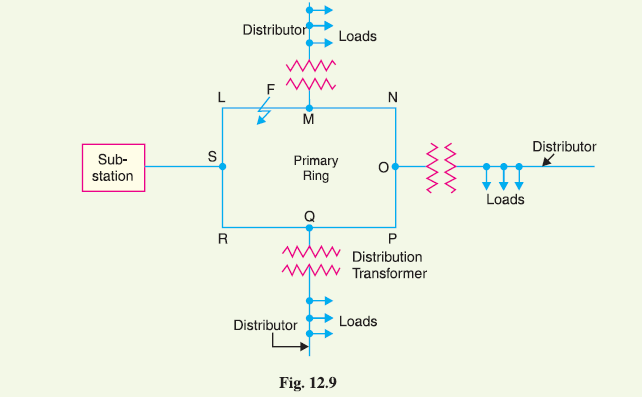 Distributor
Loads
L
F
N
M
S
Sub-
station
Primary
Ring
O
Distributor
Loads
Q
R
P
Distribution
Transformer
Distributor
Loads
Fig. 12.9